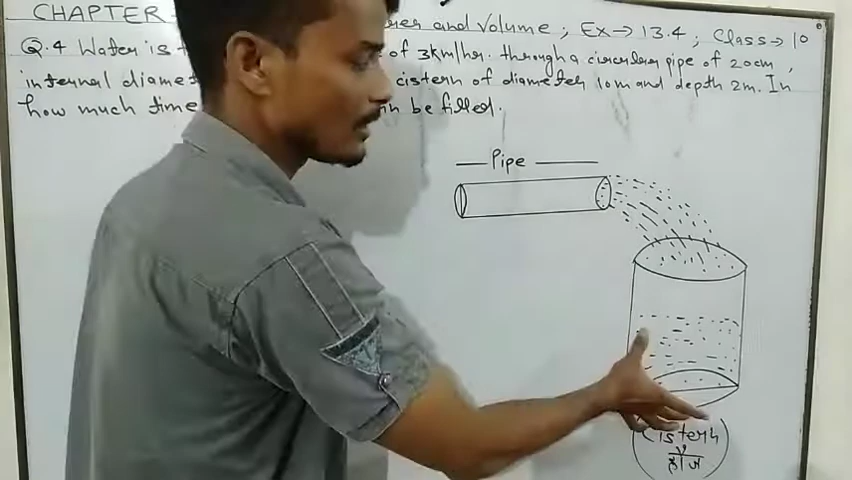 CHAPTER
and Volume ; Ex→ 13.4 ; Class→ 10
Q.4 Water is of 3km/hr. through a circular pipe of 20cm,
internal cistern of diameter 10m and depth 2m. In
how much time be filled.
Pipe
Cistern
हौज